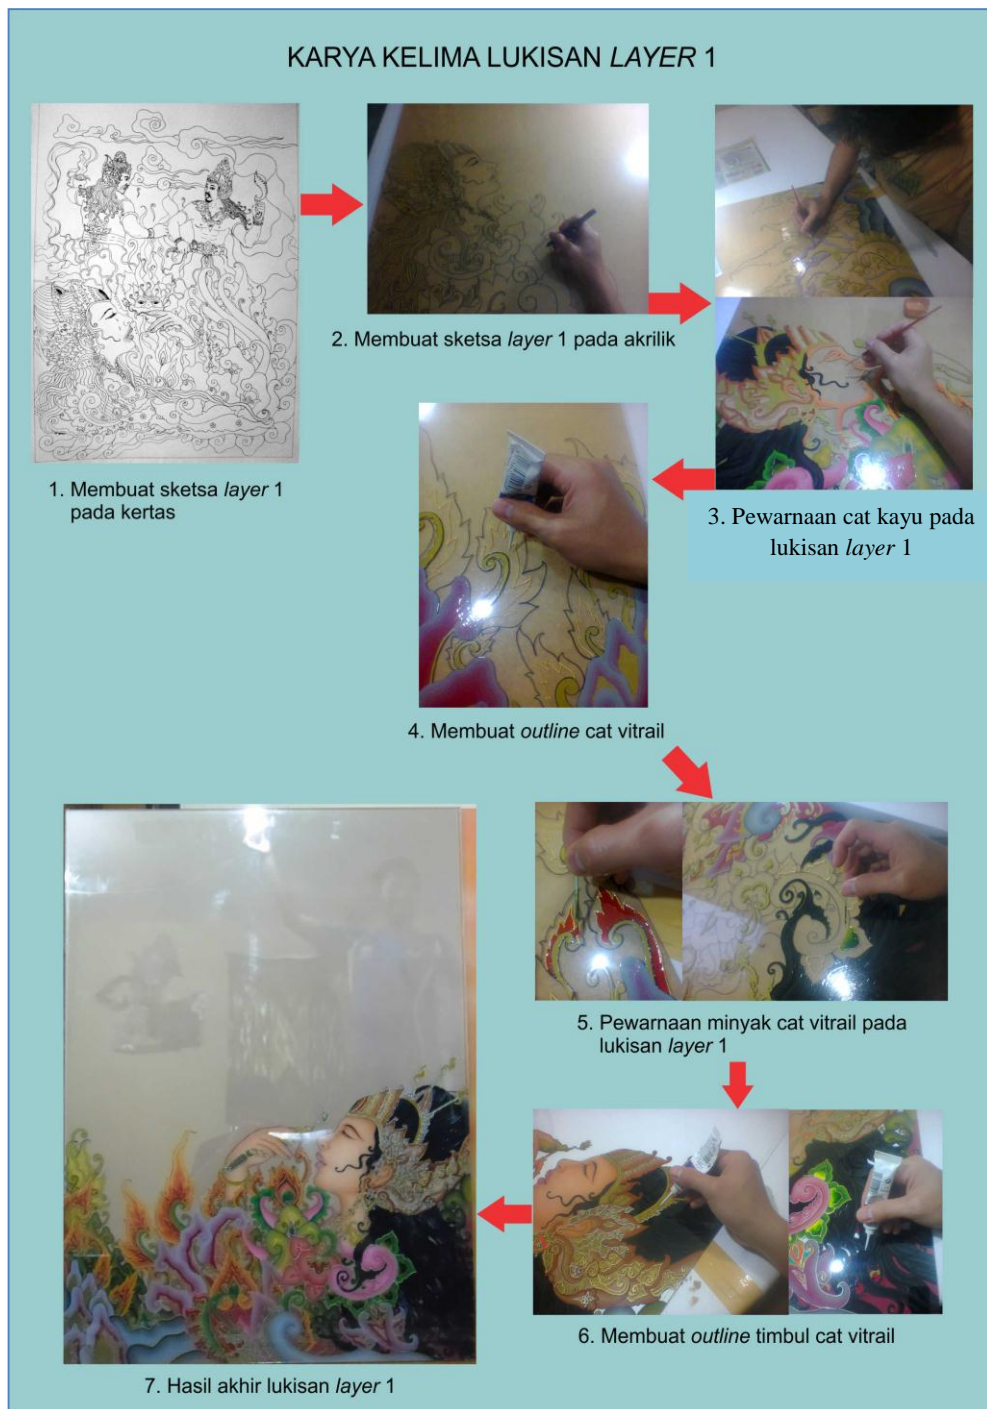 KARYA KELIMA LUKISAN LAYER 1
1. Membuat sketsa layer 1
pada kertas
2. Membuat sketsa layer 1 pada akrilik
3. Pewarnaan cat kayu pada
lukisan layer 1
4. Membuat outline cat vitrail
5. Pewarnaan minyak cat vitrail pada
lukisan layer 1
6. Membuat outline timbul cat vitrail
7. Hasil akhir lukisan layer 1